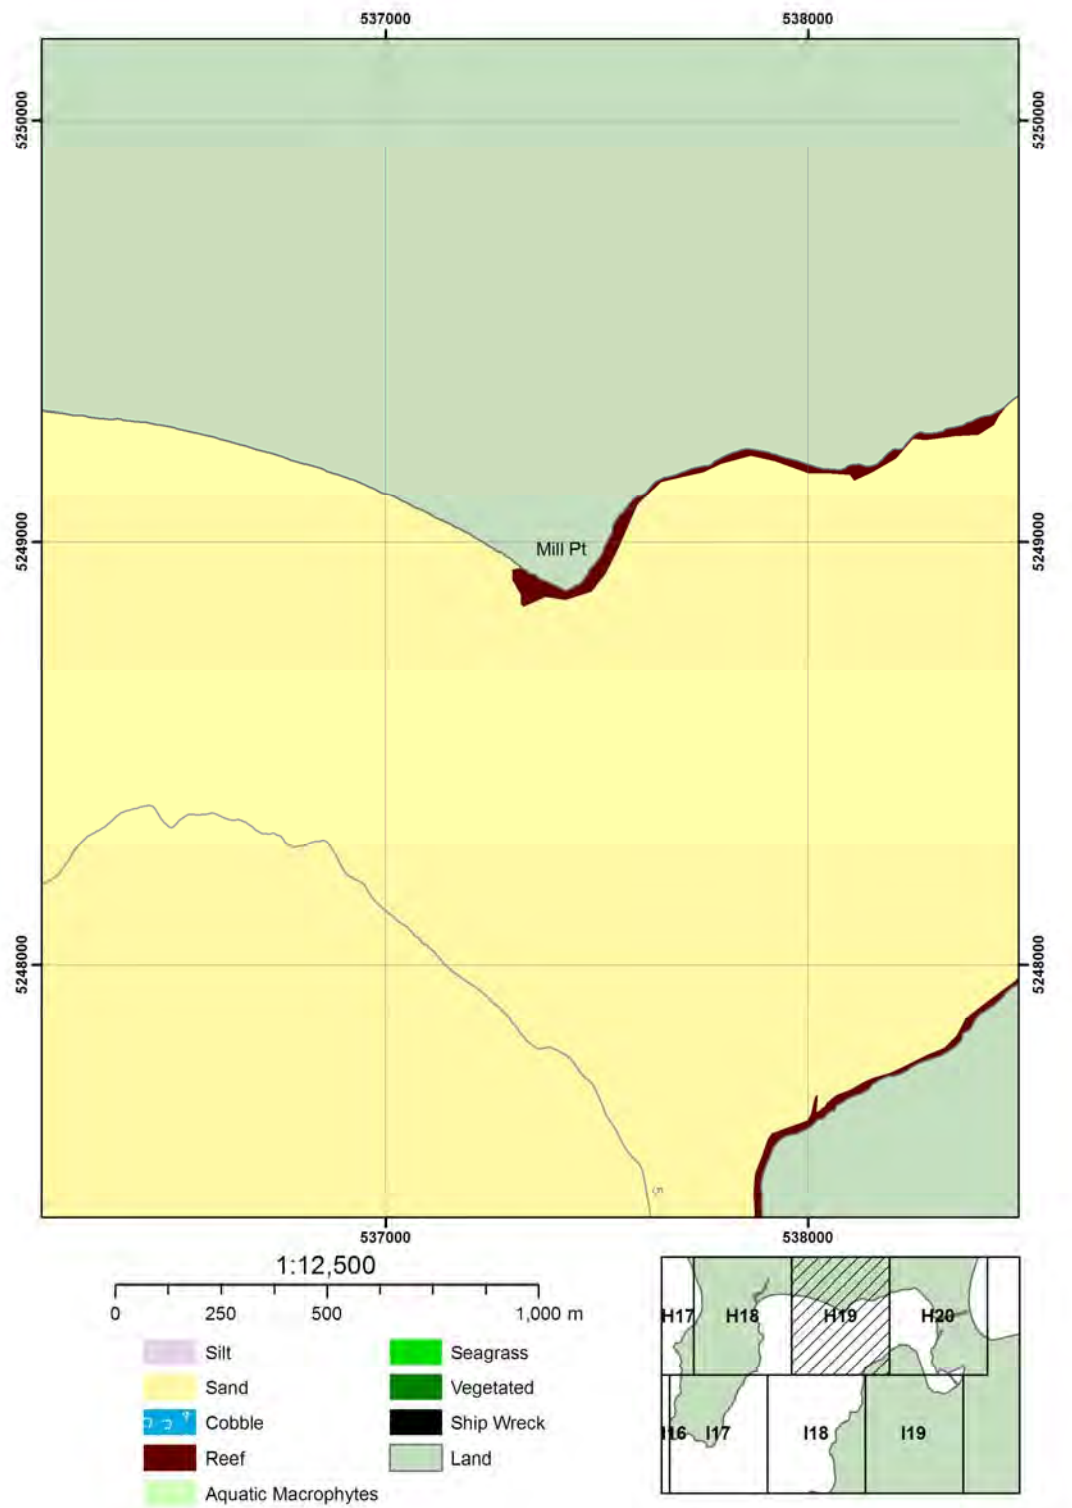 537000 538000
5250000 5250000
5249000 5249000
Mill Pt
5248000 5248000
5
537000 538000
1:12,500
0 250 500 1,000 m
Silt
Sand
Cobble
Reef
Aquatic Macrophytes
Seagrass
Vegetated
Ship Wreck
Land
H17 H18 H19 H20
I16 I17 I18 I19